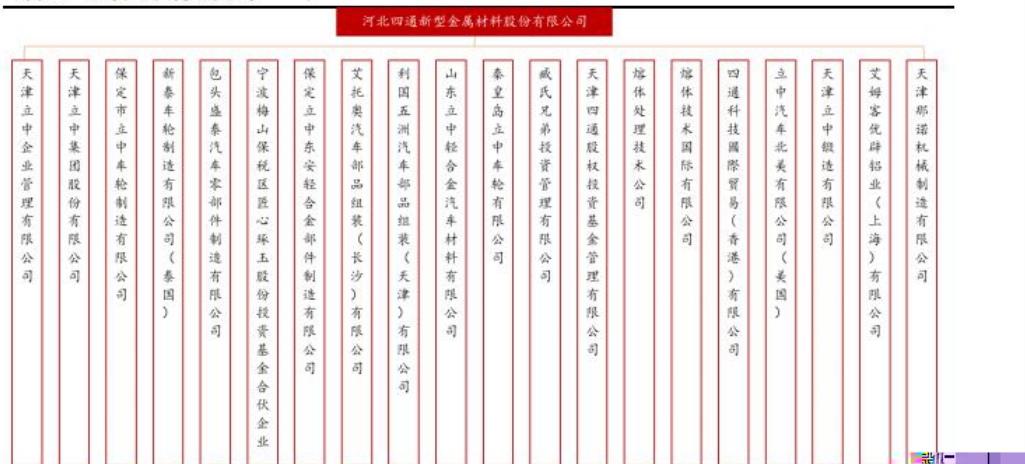 河北四通新型金属材料股份有限公司
天津立中企业管理有限公司
天津立中集团股份有限公司
保定市立中车轮制造有限公司
新泰车轮制造有限公司（泰国）
包头盛泰汽车零部件制造有限公司
宁波梅山保税区匠心琢玉股份投资基金合伙企业
保定立中东安轻合金部件制造有限公司
艾托奥汽车部品组装（长沙）有限公司
利国五洲汽车部品组装（天津）有限公司
山东立中轻合金汽车材料有限公司
秦皇岛立中车轮有限公司
臧氏兄弟投资管理有限公司
天津四通股权投资基金管理有限公司
熔体处理技术公司
熔体技术国际有限公司
四通科技國際貿易（香港）有限公司
立中汽车北美有限公司（美国）
天津立中锻造有限公司
艾姆客优辟铝业（上海）有限公司
天津那诺机械制造有限公司